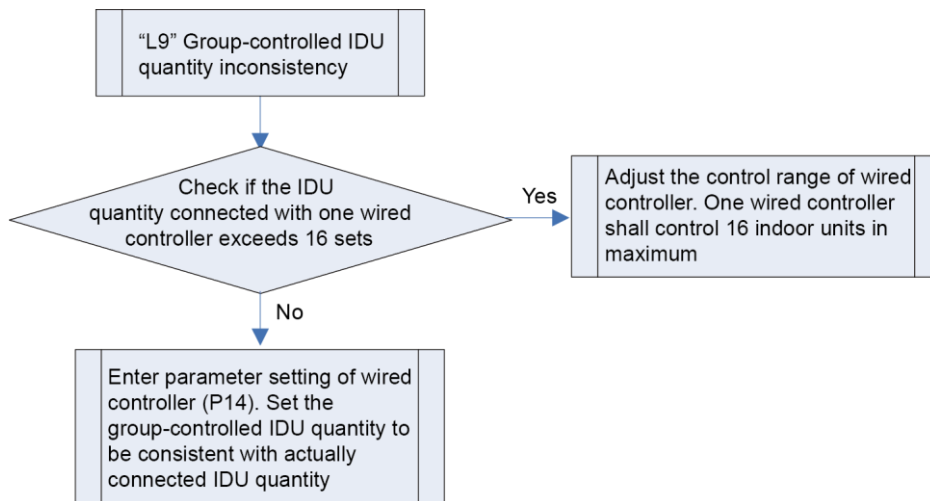 “L9” Group-controlled IDU
quantity inconsistency
Check if the IDU
quantity connected with one wired
controller exceeds 16 sets
Yes
Adjust the control range of wired
controller. One wired controller
shall control 16 indoor units in
maximum
No
Enter parameter setting of wired
controller (P14). Set the
group-controlled IDU quantity to
be consistent with actually
connected IDU quantity